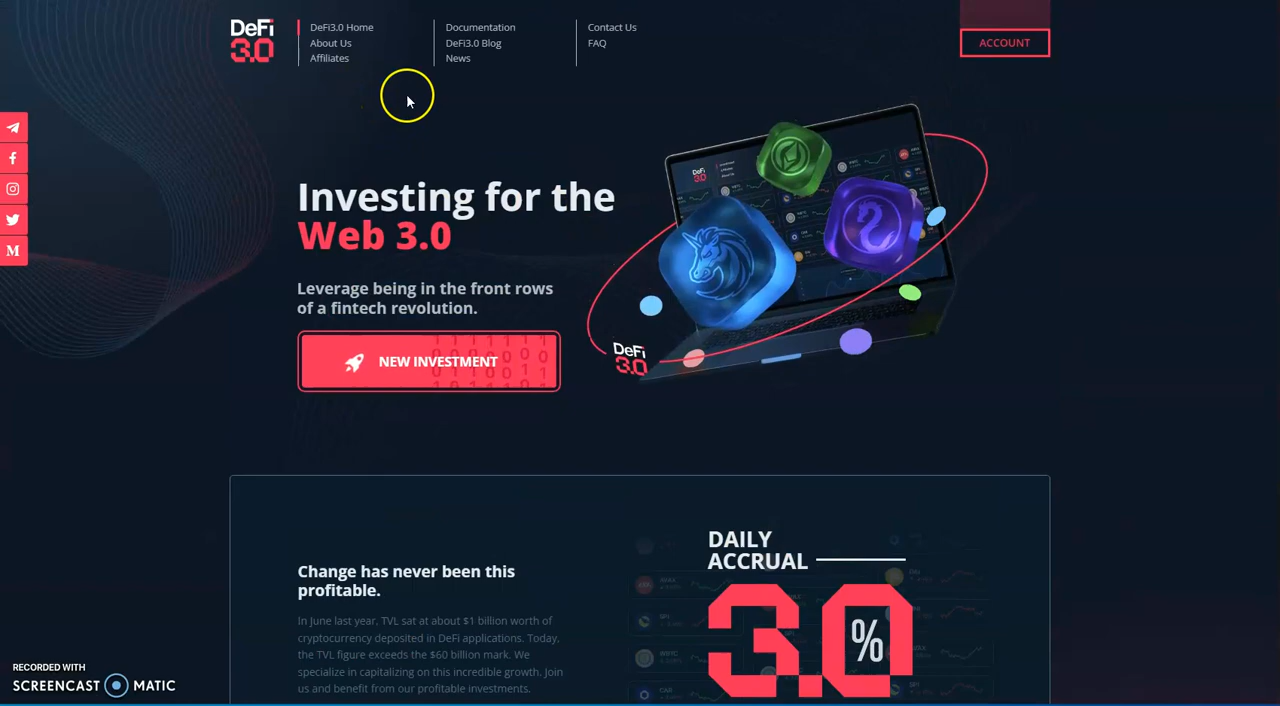 DeFi
3.0
DeFi3.0 Home
About Us
Affiliates
Documentation
DeFi3.0 Blog
News
Contact Us
FAQ
ACCOUNT
Investing for the
Web 3.0
Leverage being in the front rows
of a fintech revolution.
NEW INVESTMENT
DeFi
3.0
DeFi
3.0
M
DAILY
ACCRUAL
3.0%
Change has never been this
profitable.
In June last year, TVL sat at about $1 billion worth of
cryptocurrency deposited in DeFi applications. Today,
the TVL figure exceeds the $60 billion mark. We
specialize in capitalizing on this incredible growth. Join
us and benefit from our profitable investments.
RECORDED WITH
SCREENCAST MATIC